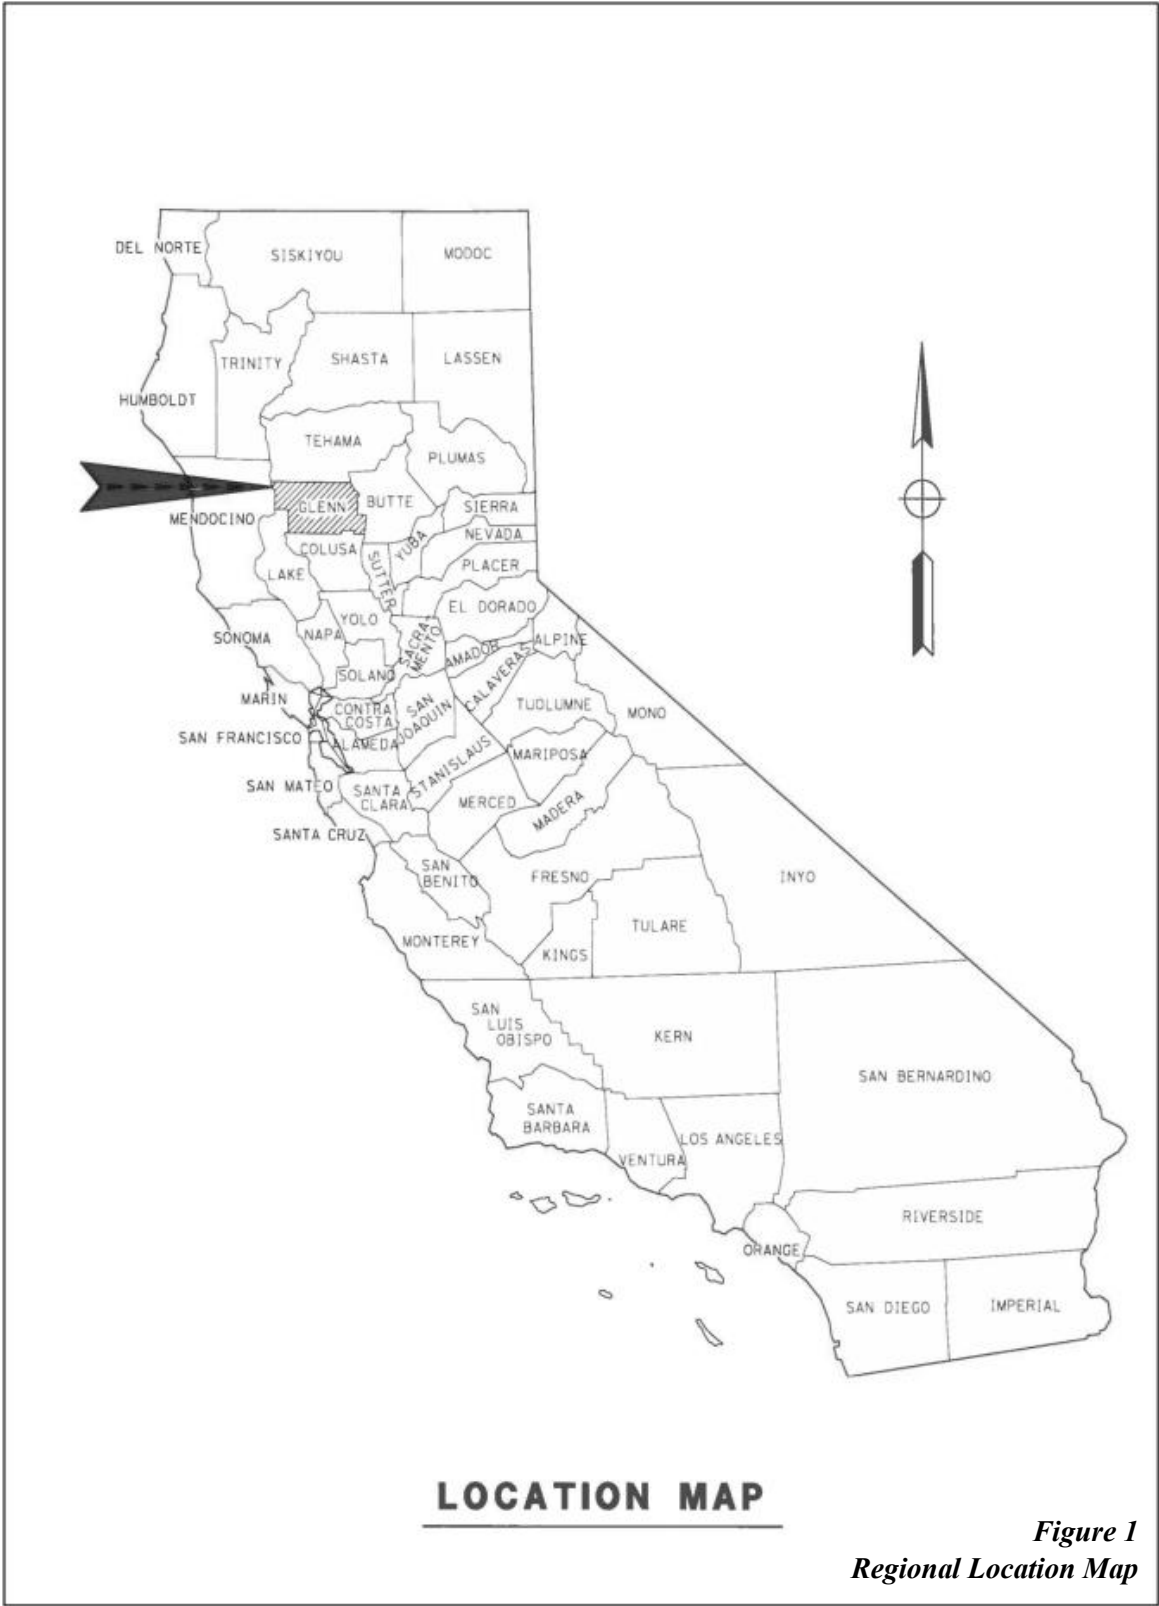 DEL NORTE
SISKIYOU
MODOC
TRINITY
SHASTA
LASSEN
HUMBOLDT
TEHAMA
PLUMAS
GLENN
BUTTE
SIERRA
MENDOCINO
NEVADA
COLUSA
SUTTER
YUBA
LAKE
PLACER
EL DORADO
YOLO
SONOMA
NAPA
SACRA-
MENTO
AMADOR
ALPINE
SOLANO
CALAVERAS
MARIN
CONTRA
COSTA
SAN
JOAQUIN
TUOLUMNE
MONO
SAN FRANCISCO
ALAMEDA
STANISLAUS
MARIPOSA
SAN MATEO
SANTA
CLARA
MERCED
MADERA
SANTA CRUZ
SAN
BENITO
FRESNO
INYO
TULARE
MONTEREY
KINGS
SAN
LUIS
OBISPO
KERN
SAN BERNARDINO
SANTA
BARBARA
LOS ANGELES
VENTURA
RIVERSIDE
ORANGE
SAN DIEGO
IMPERIAL
LOCATION MAP
Figure 1
Regional Location Map